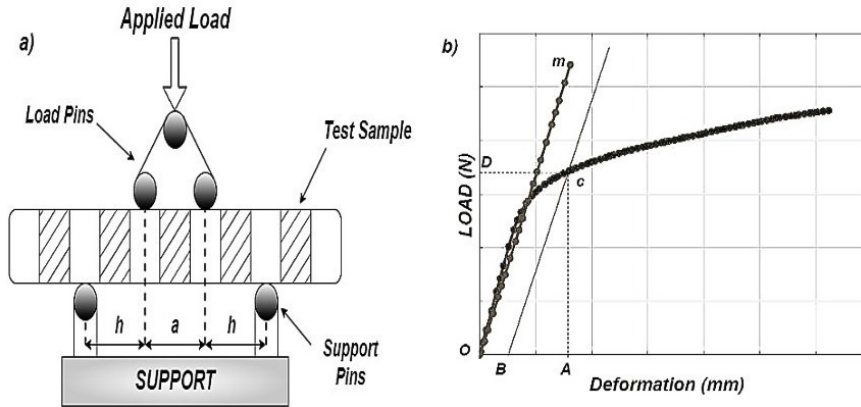 a)
Applied Load
Load Pins
Test Sample
h
a
h
Support
Pins
SUPPORT
b)
m
D
c
LOAD (N)
O
B
A
Deformation (mm)